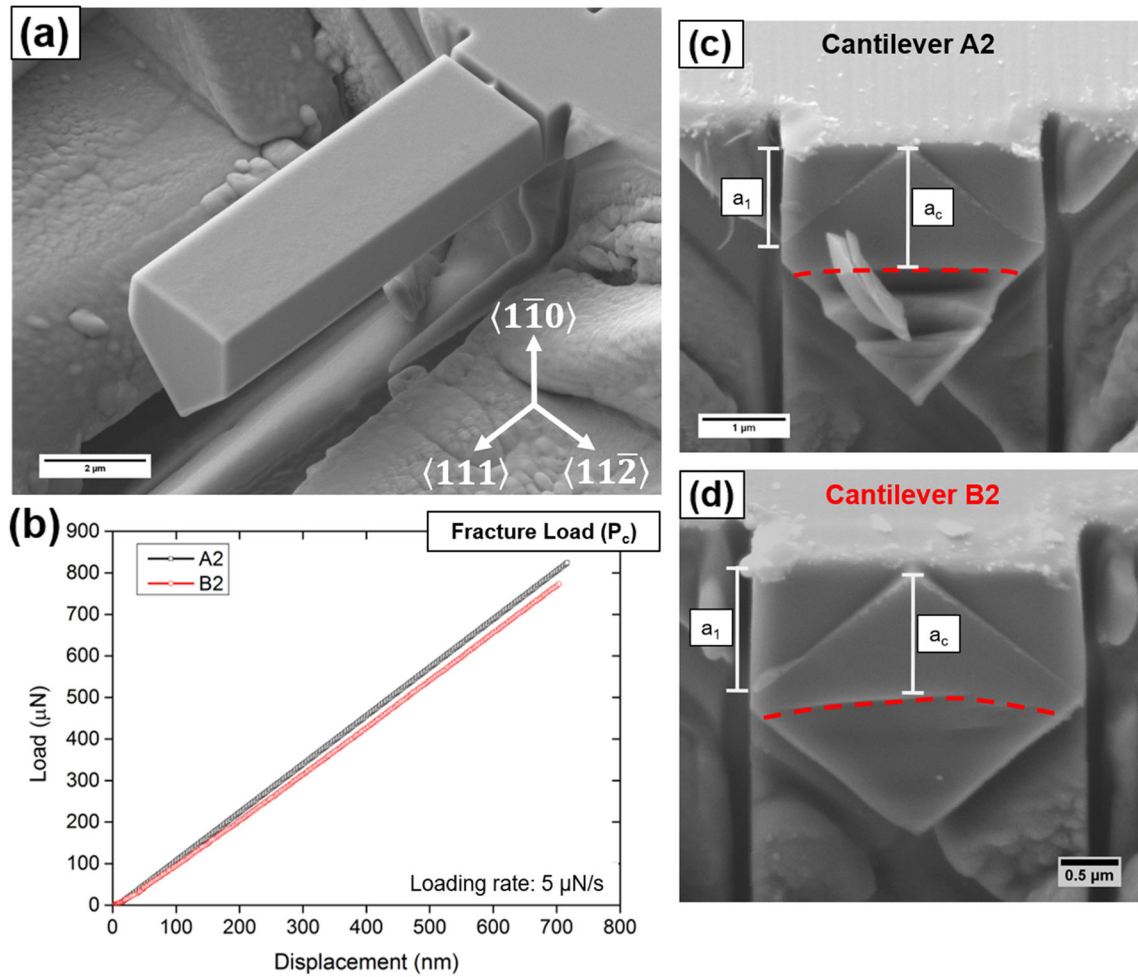 (a)
⟨11̅0⟩
⟨111⟩
⟨112̅⟩
2 µm
(b)
Fracture Load (Pc)
A2
B2
900
800
700
600
500
400
300
200
100
0
Load (µN)
Loading rate: 5 µN/s
0 100 200 300 400 500 600 700 800
Displacement (nm)
(c)
Cantilever A2
a1
ac
1 µm
(d)
Cantilever B2
a1
ac
0.5 µm